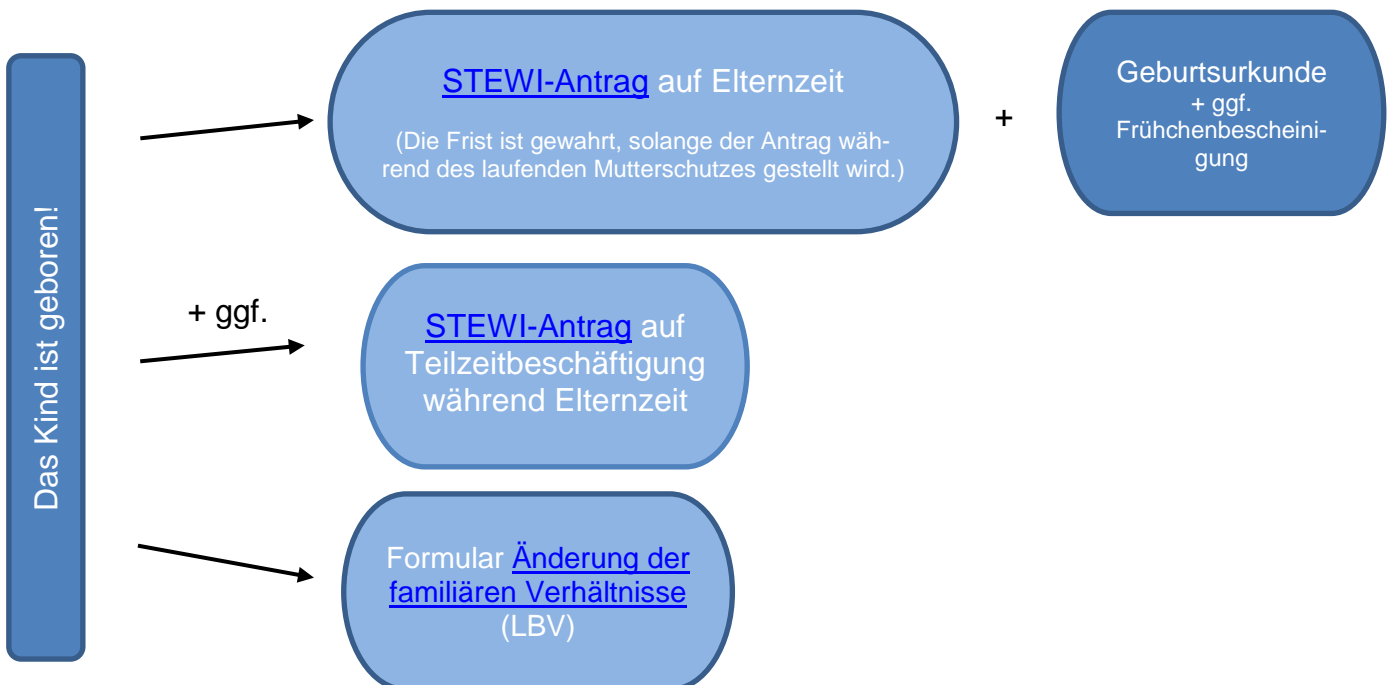 Das Kind ist geboren!
STEWI-Antrag auf Elternzeit
(Die Frist ist gewahrt, solange der Antrag wäh-
rend des laufenden Mutterschutzes gestellt wird.)
+
Geburtsurkunde
+ ggf.
Frühchenbescheini-
gung
+ ggf.
STEWI-Antrag auf
Teilzeitbeschäftigung
während Elternzeit
Formular Änderung der
familiären Verhältnisse
(LBV)